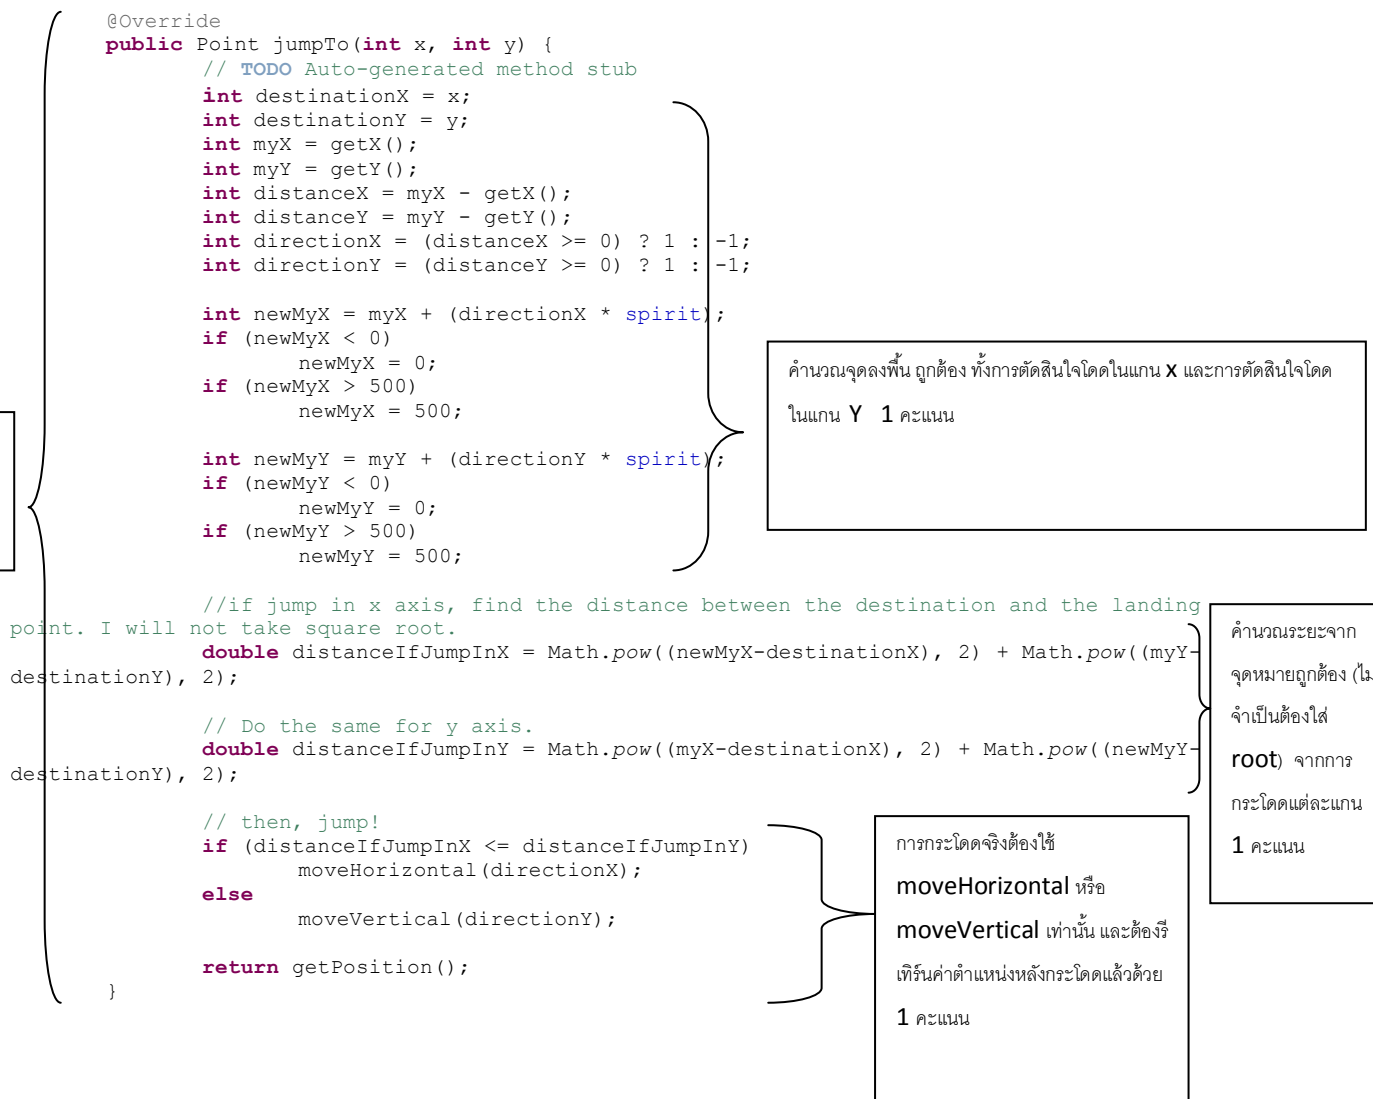 @Override
public Point jumpTo(int x, int y) {
// TODO Auto-generated method stub
int destinationX = x;
int destinationY = y;
int myX = getX();
int myY = getY();
int distanceX = myX - getX();
int distanceY = myY - getY();
int directionX = (distanceX >= 0) ? 1 : -1;
int directionY = (distanceY >= 0) ? 1 : -1;
int newMyX = myX + (directionX * spirit);
if (newMyX < 0)
newMyX = 0;
if (newMyX > 500)
newMyX = 500;
int newMyY = myY + (directionY * spirit);
if (newMyY < 0)
newMyY = 0;
if (newMyY > 500)
newMyY = 500;
คำนวณจุดลงพื้น ถูกต้อง ทั้งการตัดสินใจโดดในแกน x และการตัดสินใจโดด
ในแกน Y 1 คะแนน
//if jump in x axis, find the distance between the destination and the landing
point. I will not take square root.
double distanceIfJumpInX = Math.pow((newMyX-destinationX), 2) + Math.pow((myY-
destinationY), 2);
// Do the same for y axis.
double distanceIfJumpInY = Math.pow((myX-destinationX), 2) + Math.pow((newMyY-
destinationY), 2);
คำนวณระยะจาก
จุดหมายถูกต้อง (ไม
จำเป็นต้องใส่
root) จากการ
กระโดดแต่ละแกน
1 คะแนน
// then, jump!
if (distanceIfJumpInX <= distanceIfJumpInY)
moveHorizontal(directionX);
else
moveVertical(directionY);
return getPosition();
}
การกระโดดจริงต้องใช้
moveHorizontal หรือ
moveVertical เท่านั้น และต้องรี
เทิร์นค่าตำแหน่งหลังกระโดดแล้วด้วย
1 คะแนน